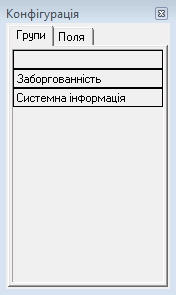 Конфігурація
Групи Поля
Заборгованність
Системна інформація